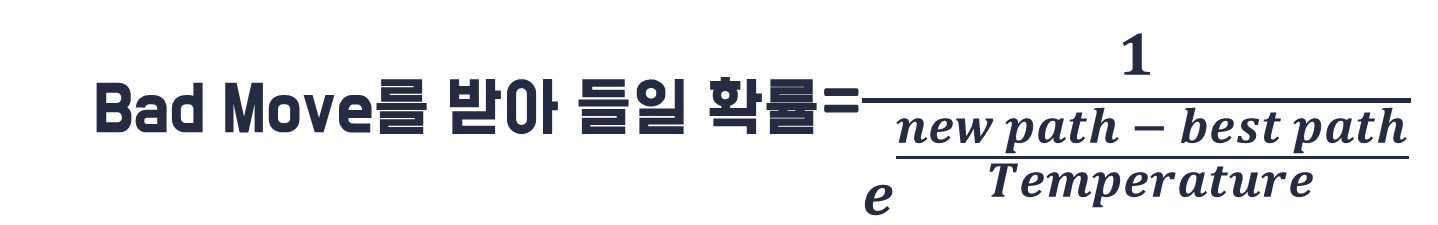 Bad Move를 받아 들일 확률=
1
new path − best path
Temperature
e